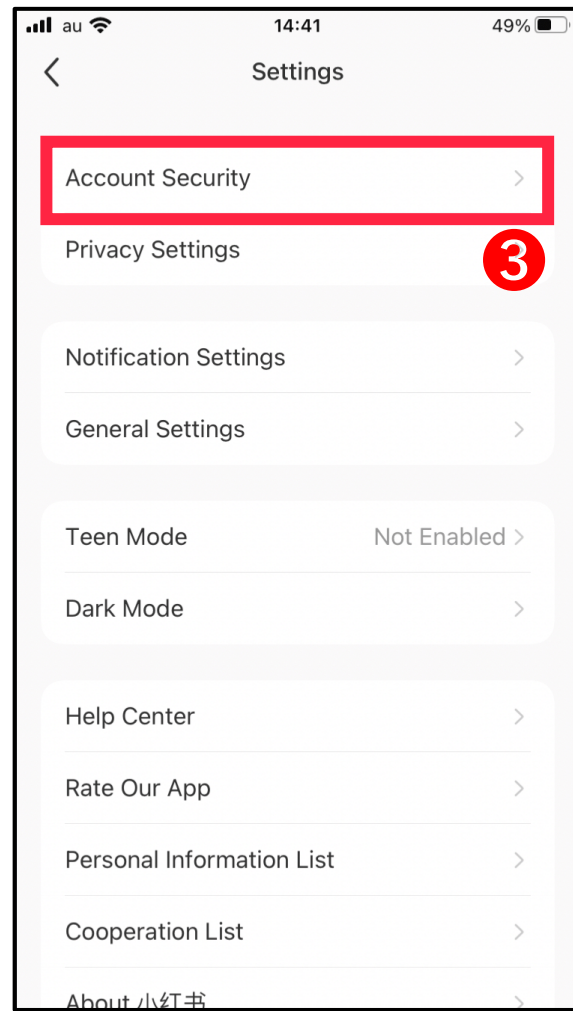 au 14:41 49%
Settings
Account Security
Privacy Settings
3
Notification Settings
General Settings
Teen Mode Not Enabled
Dark Mode
Help Center
Rate Our App
Personal Information List
Cooperation List
About 小红书